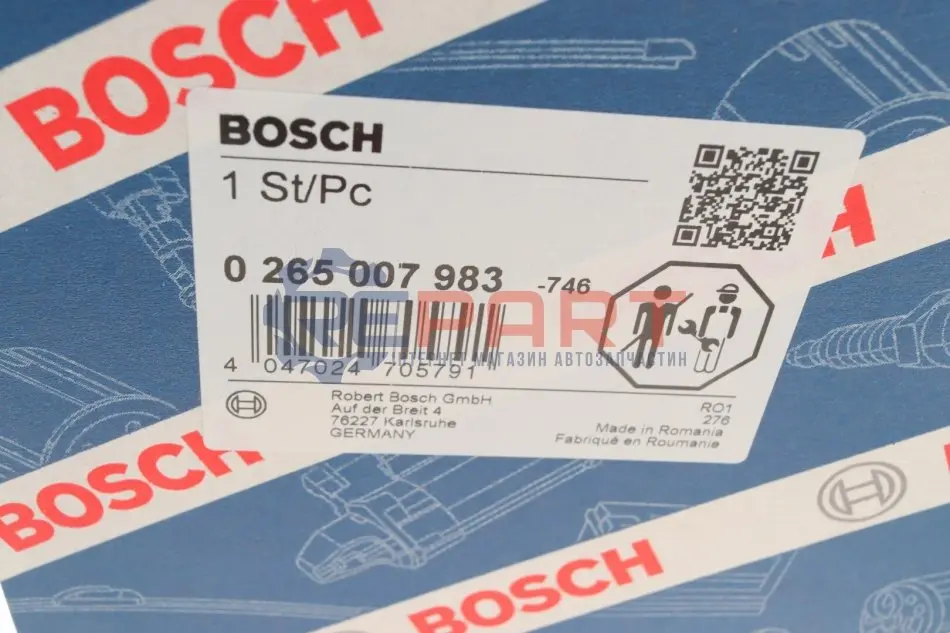 BOSCH
BOSCH
1 St/Pc
0 265 007 983 -746
REPART
ІНТЕРНЕТ МАГАЗИН АВТОЗАПЧАСТИН
4 047024 705791
Robert Bosch GmbH
Auf der Breit 4
76227 Karlsruhe
GERMANY
RO1
276
Made in Romania
Fabriqué en Roumanie
H
BOSCH
BOSCH